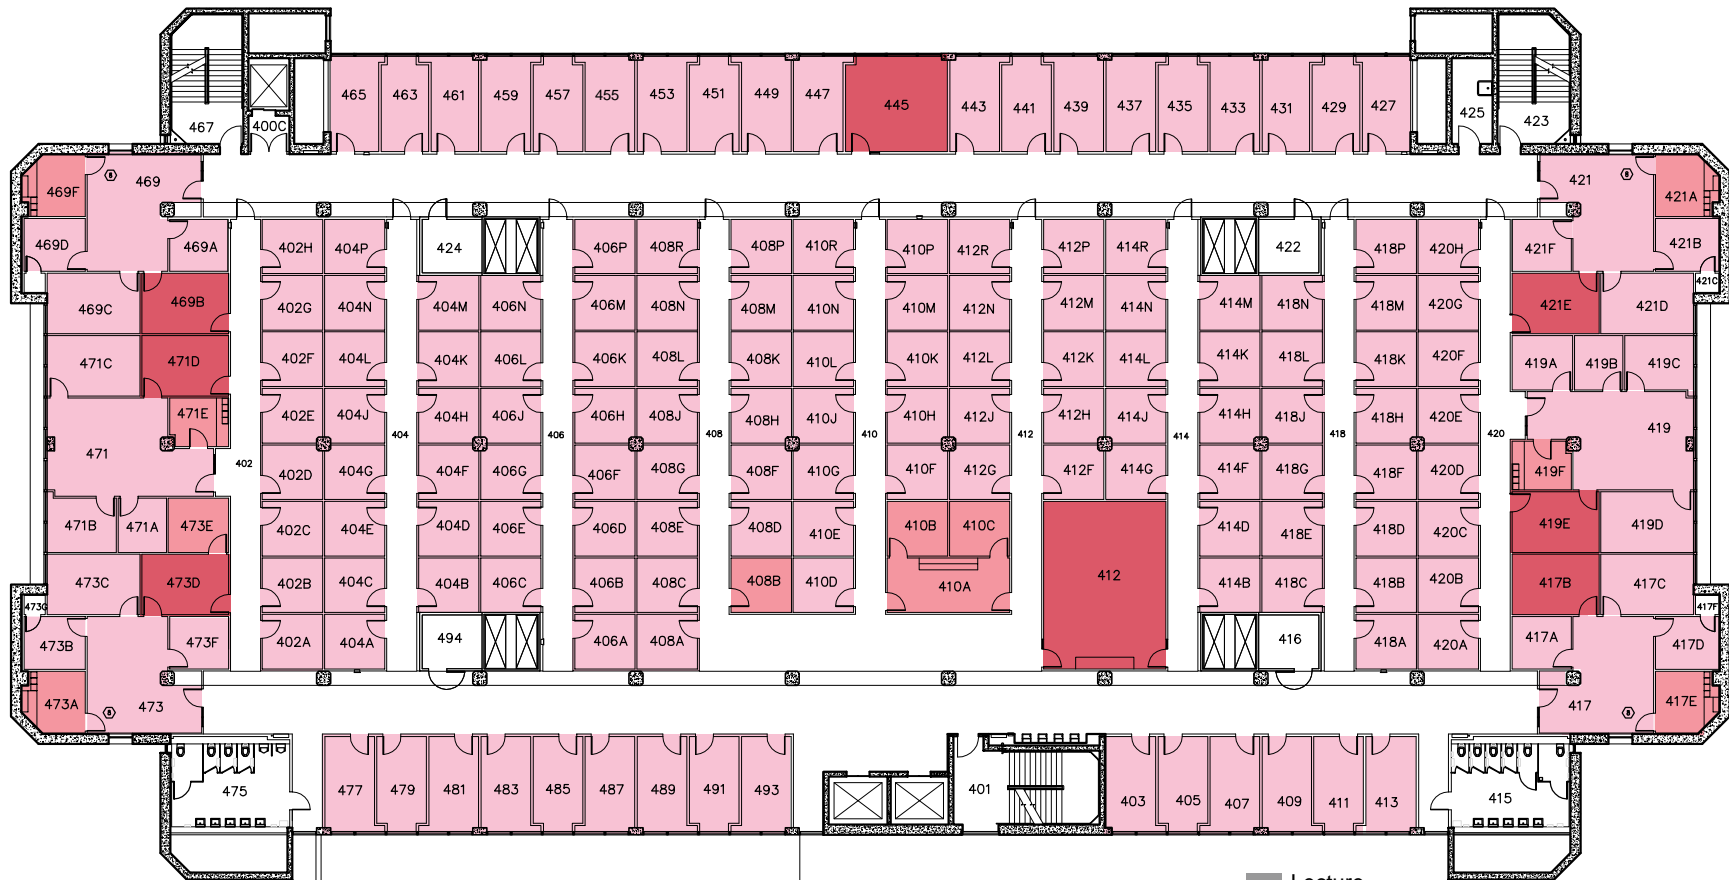 465 463 461 459 457 455 453 451 449 447 445 443 441 439 437 435 433 431 429 427
467 400C 425 423
469F 469 421 421A
469D 469A 402H 404P 424 406P 408R 408P 410R 410P 412R 412P 414R 422 418P 420H 421F 421B
421C
469C 469B 402G 404N 404M 406N 406M 408N 408M 410N 410M 412N 412M 414N 414M 418N 418M 420G 421E 421D
471C 471D 402F 404L 404K 406L 406K 408L 408K 410L 410K 412L 412K 414L 414K 418L 418K 420F 419A 419B 419C
471E 402E 404J 404H 406J 406H 408J 408H 410J 410H 412J 412H 414J 414H 418J 418H 420E 419
404 406 408 410 412 414 418 420
471 402 402D 404G 404F 406G 406F 408G 408F 410G 410F 412G 412F 414G 414F 418G 418F 420D 419F
471B 471A 473E 402C 404E 404D 406E 406D 408E 408D 410E 410B 410C 414D 418E 418D 420C 419E 419D
473C 473D 402B 404C 404B 406C 406B 408C 408B 410D 410A 412 414B 418C 418B 420B 417B 417C
473G 417F
473B 473F 402A 404A 494 406A 408A 416 418A 420A 417A 417D
473A 473 417 417E
475 477 479 481 483 485 487 489 491 493 401 403 405 407 409 411 413 415
Lecture